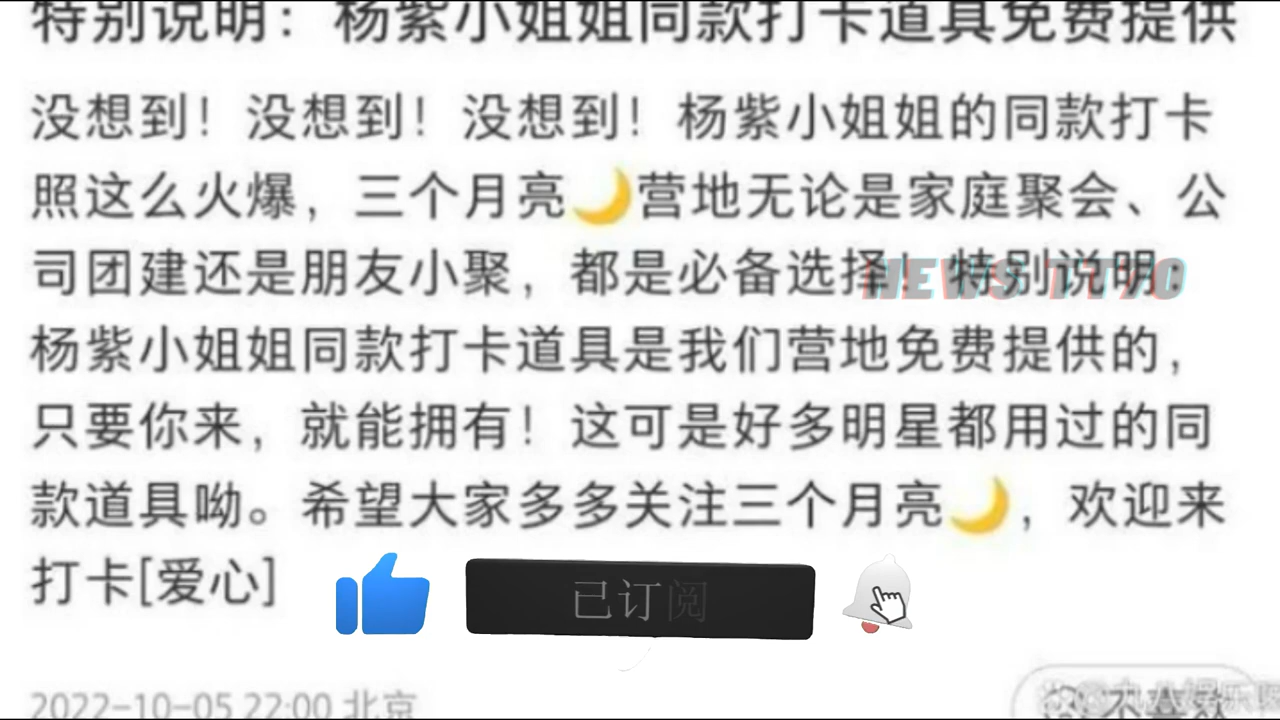 特别说明：杨紫小姐姐同款打卡道具免费提供
没想到！没想到！没想到！杨紫小姐姐的同款打卡
照这么火爆，三个月亮🌙营地无论是家庭聚会、公
司团建还是朋友小聚，都是必备选择！特别说明
NEWS TTYO
杨紫小姐姐同款打卡道具是我们营地免费提供的，
只要你来，就能拥有！这可是好多明星都用过的同
款道具呦。希望大家多多关注三个月亮🌙，欢迎来
打卡[爱心]
已订阅
2022-10-05 22:00 北京
不喜欢